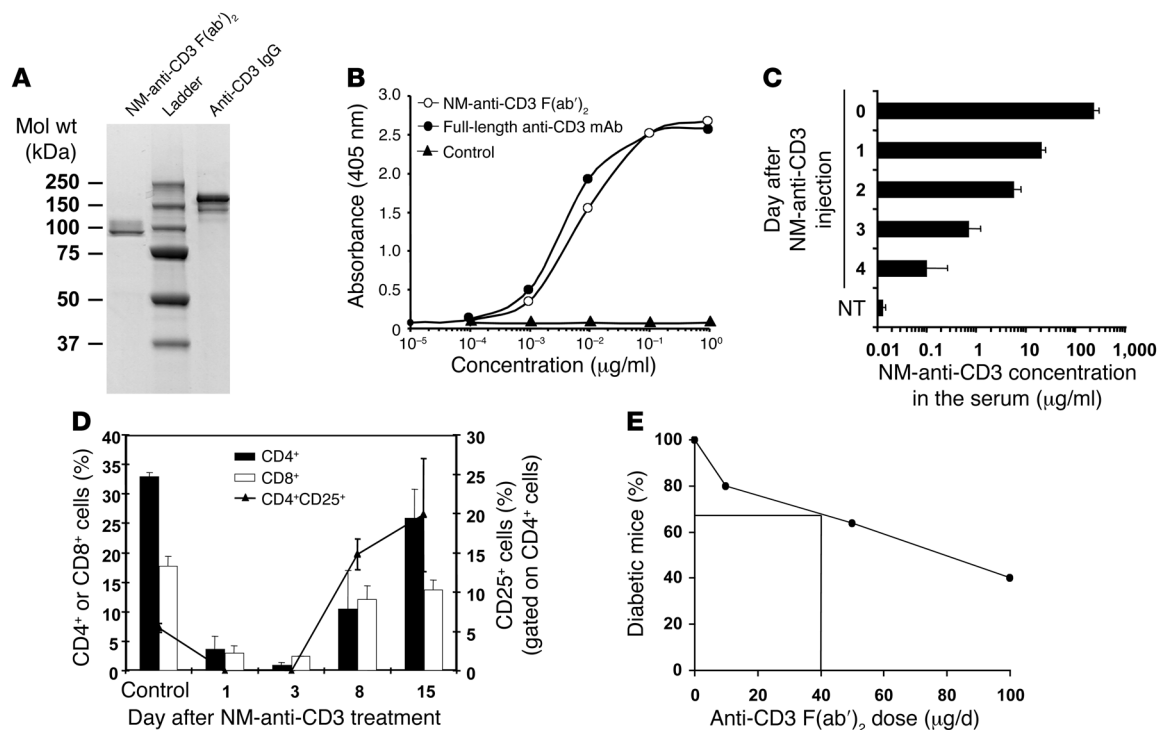 A
NM-anti-CD3 F(ab′)₂
Ladder
Anti-CD3 IgG
Mol wt
(kDa)
250
150
100
75
50
37
B
3.0
2.5
2.0
1.5
1.0
0.5
0
Absorbance (405 nm)
NM-anti-CD3 F(ab′)₂
Full-length anti-CD3 mAb
Control
10⁻⁵ 10⁻⁴ 10⁻³ 10⁻² 10⁻¹ 10⁰
Concentration (μg/ml)
C
Day after
NM-anti-CD3
injection
0
1
2
3
4
NT
0.01 0.1 1 10 100 1,000
NM-anti-CD3 concentration
in the serum (μg/ml)
D
CD4⁺ or CD8⁺ cells (%)
40
35
30
25
20
15
10
5
0
CD4⁺
CD8⁺
CD4⁺CD25⁺
30
25
20
15
10
5
0
CD25⁺ cells (%)
(gated on CD4⁺ cells)
Control 1 3 8 15
Day after NM-anti-CD3 treatment
E
Diabetic mice (%)
100
80
60
40
20
0
0 20 40 60 80 100
Anti-CD3 F(ab′)₂ dose (μg/d)